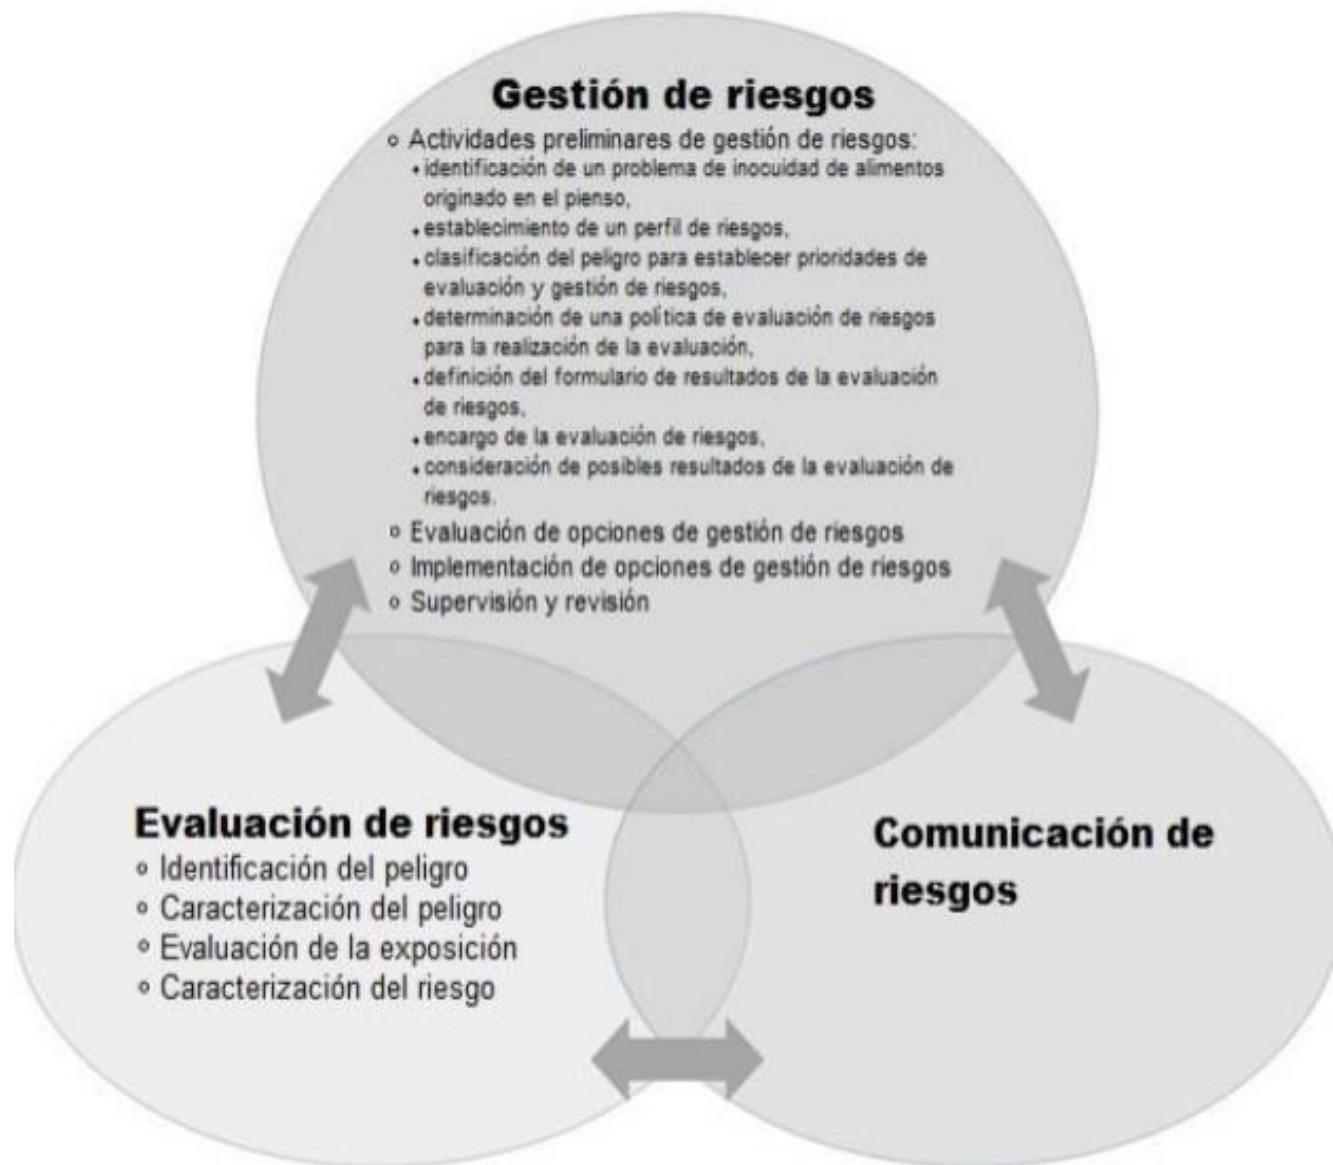 Gestión de riesgos
o Actividades preliminares de gestión de riesgos:
• identificación de un problema de inocuidad de alimentos
originado en el pienso,
• establecimiento de un perfil de riesgos,
• clasificación del peligro para establecer prioridades de
evaluación y gestión de riesgos,
• determinación de una política de evaluación de riesgos
para la realización de la evaluación,
• definición del formulario de resultados de la evaluación
de riesgos,
• encargo de la evaluación de riesgos,
• consideración de posibles resultados de la evaluación de
riesgos.
o Evaluación de opciones de gestión de riesgos
o Implementación de opciones de gestión de riesgos
o Supervisión y revisión
Evaluación de riesgos
o Identificación del peligro
o Caracterización del peligro
o Evaluación de la exposición
o Caracterización del riesgo
Comunicación de
riesgos